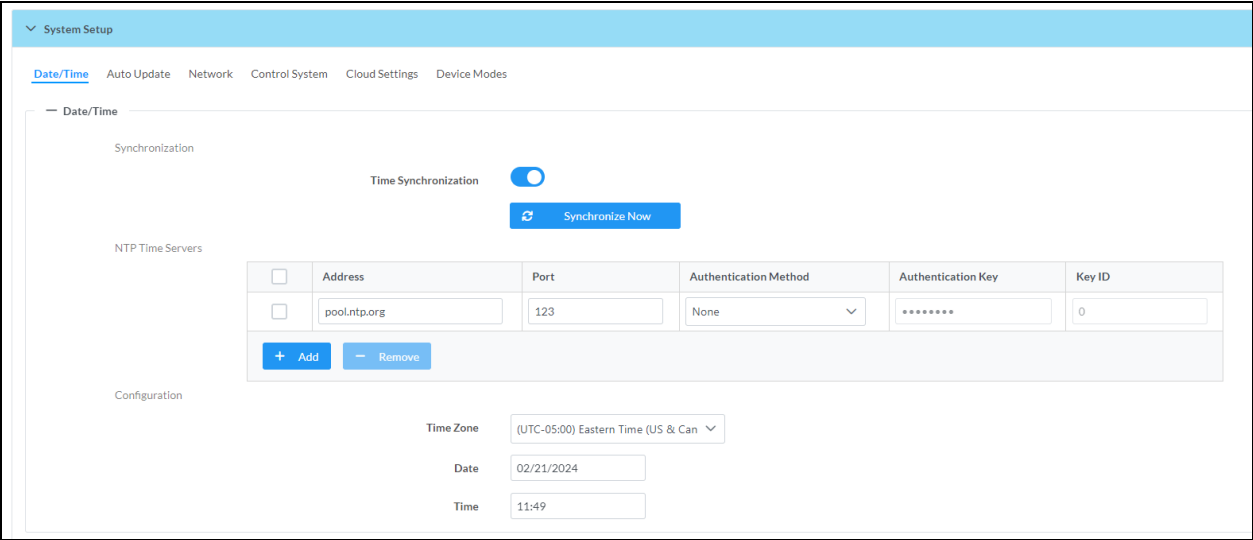 System Setup
Date/Time Auto Update Network Control System Cloud Settings Device Modes
Date/Time
Synchronization
Time Synchronization
Synchronize Now
NTP Time Servers
Address Port Authentication Method Authentication Key Key ID
pool.ntp.org 123 None •••••••• 0
+ Add − Remove
Configuration
Time Zone (UTC-05:00) Eastern Time (US & Can
Date 02/21/2024
Time 11:49